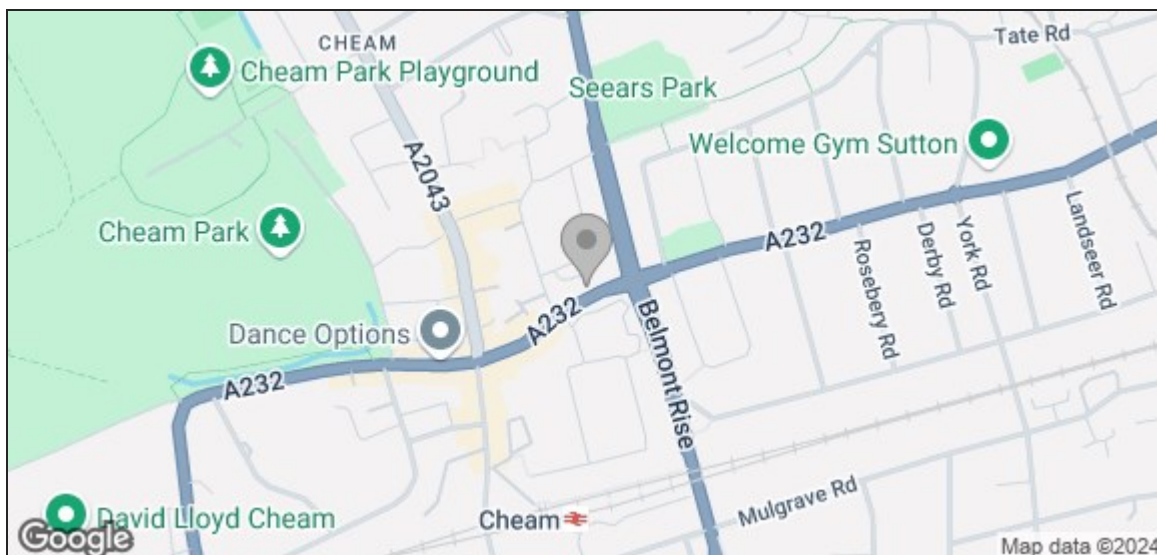 CHEAM
Tate Rd
Cheam Park Playground
Seears Park
A2043
Welcome Gym Sutton
Cheam Park
A232
Landseer Rd
York Rd
Derby Rd
Rosebery Rd
A232
Dance Options
Belmont Rise
A232
Mulgrave Rd
David Lloyd Cheam
Cheam
Google
Map data ©2024